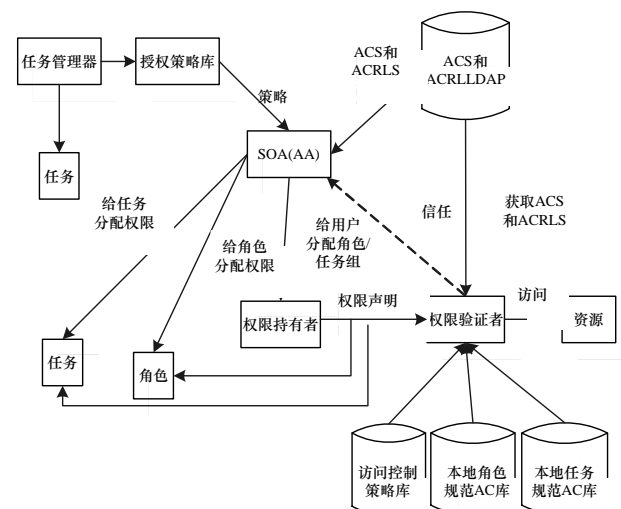 任务管理器
授权策略库
ACS和
ACRLS
ACS和
ACRLLDAP
策略
任务
SOA(AA)
给任务
分配权限
给角色
分配权限
给用户
分配角色/
任务组
信任
获取ACS
和ACRLS
权限声明
访问
权限持有者
权限验证者
资源
任务
角色
访问控制
策略库
本地角色
规范AC库
本地任务
规范AC库